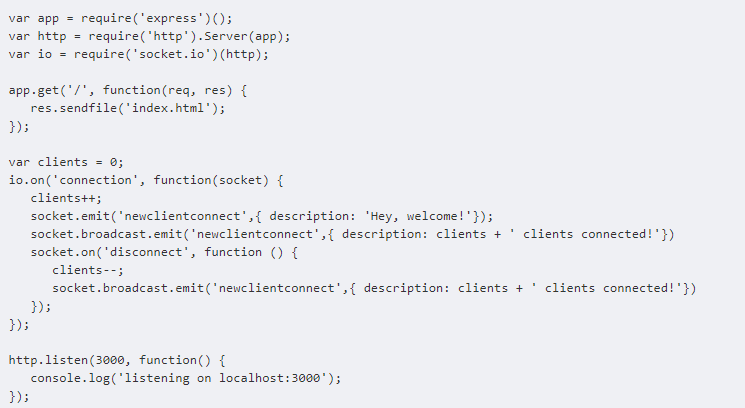 var app = require('express')();
var http = require('http').Server(app);
var io = require('socket.io')(http);

app.get('/', function(req, res) {
   res.sendfile('index.html');
});

var clients = 0;
io.on('connection', function(socket) {
   clients++;
   socket.emit('newclientconnect',{ description: 'Hey, welcome!'});
   socket.broadcast.emit('newclientconnect',{ description: clients + ' clients connected!'})
   socket.on('disconnect', function () {
      clients--;
      socket.broadcast.emit('newclientconnect',{ description: clients + ' clients connected!'})
   });
});

http.listen(3000, function() {
   console.log('listening on localhost:3000');
});